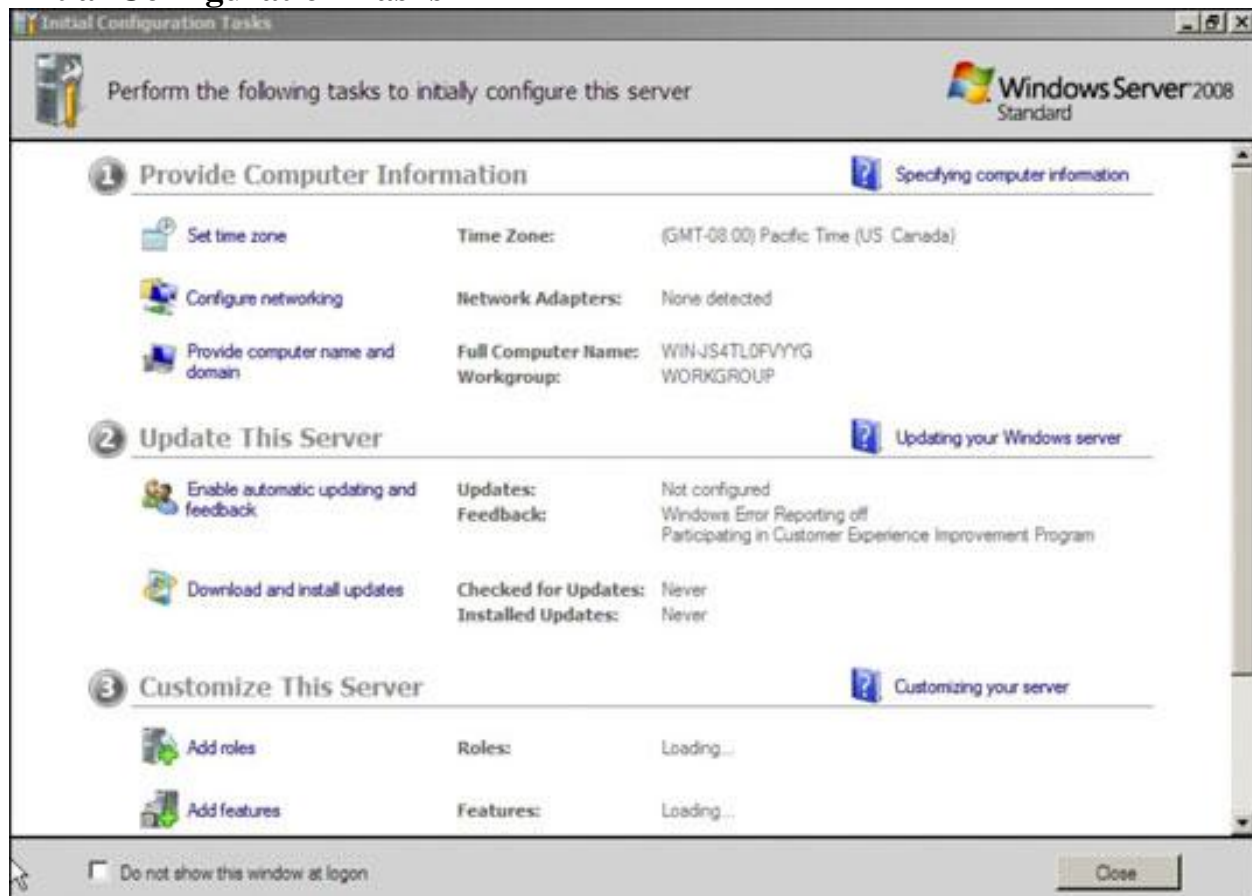 Initial Configuration Tasks
Perform the following tasks to initially configure this server
Windows Server 2008
Standard
1 Provide Computer Information
Specifying computer information
Set time zone
Time Zone:
(GMT-08:00) Pacific Time (US Canada)
Configure networking
Network Adapters:
None detected
Provide computer name and
domain
Full Computer Name:
WIN-JS4TL0FVYYG
Workgroup:
WORKGROUP
2 Update This Server
Updating your Windows server
Enable automatic updating and
feedback
Updates:
Not configured
Feedback:
Windows Error Reporting off
Participating in Customer Experience Improvement Program
Download and install updates
Checked for Updates:
Never
Installed Updates:
Never
3 Customize This Server
Customizing your server
Add roles
Roles:
Loading...
Add features
Features:
Loading...
Do not show this window at logon
Close